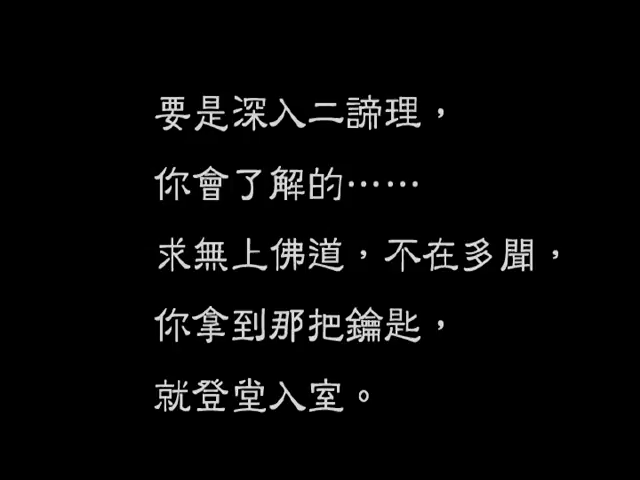 要是深入二諦理，
你會了解的……
求無上佛道，不在多聞，
你拿到那把鑰匙，
就登堂入室。